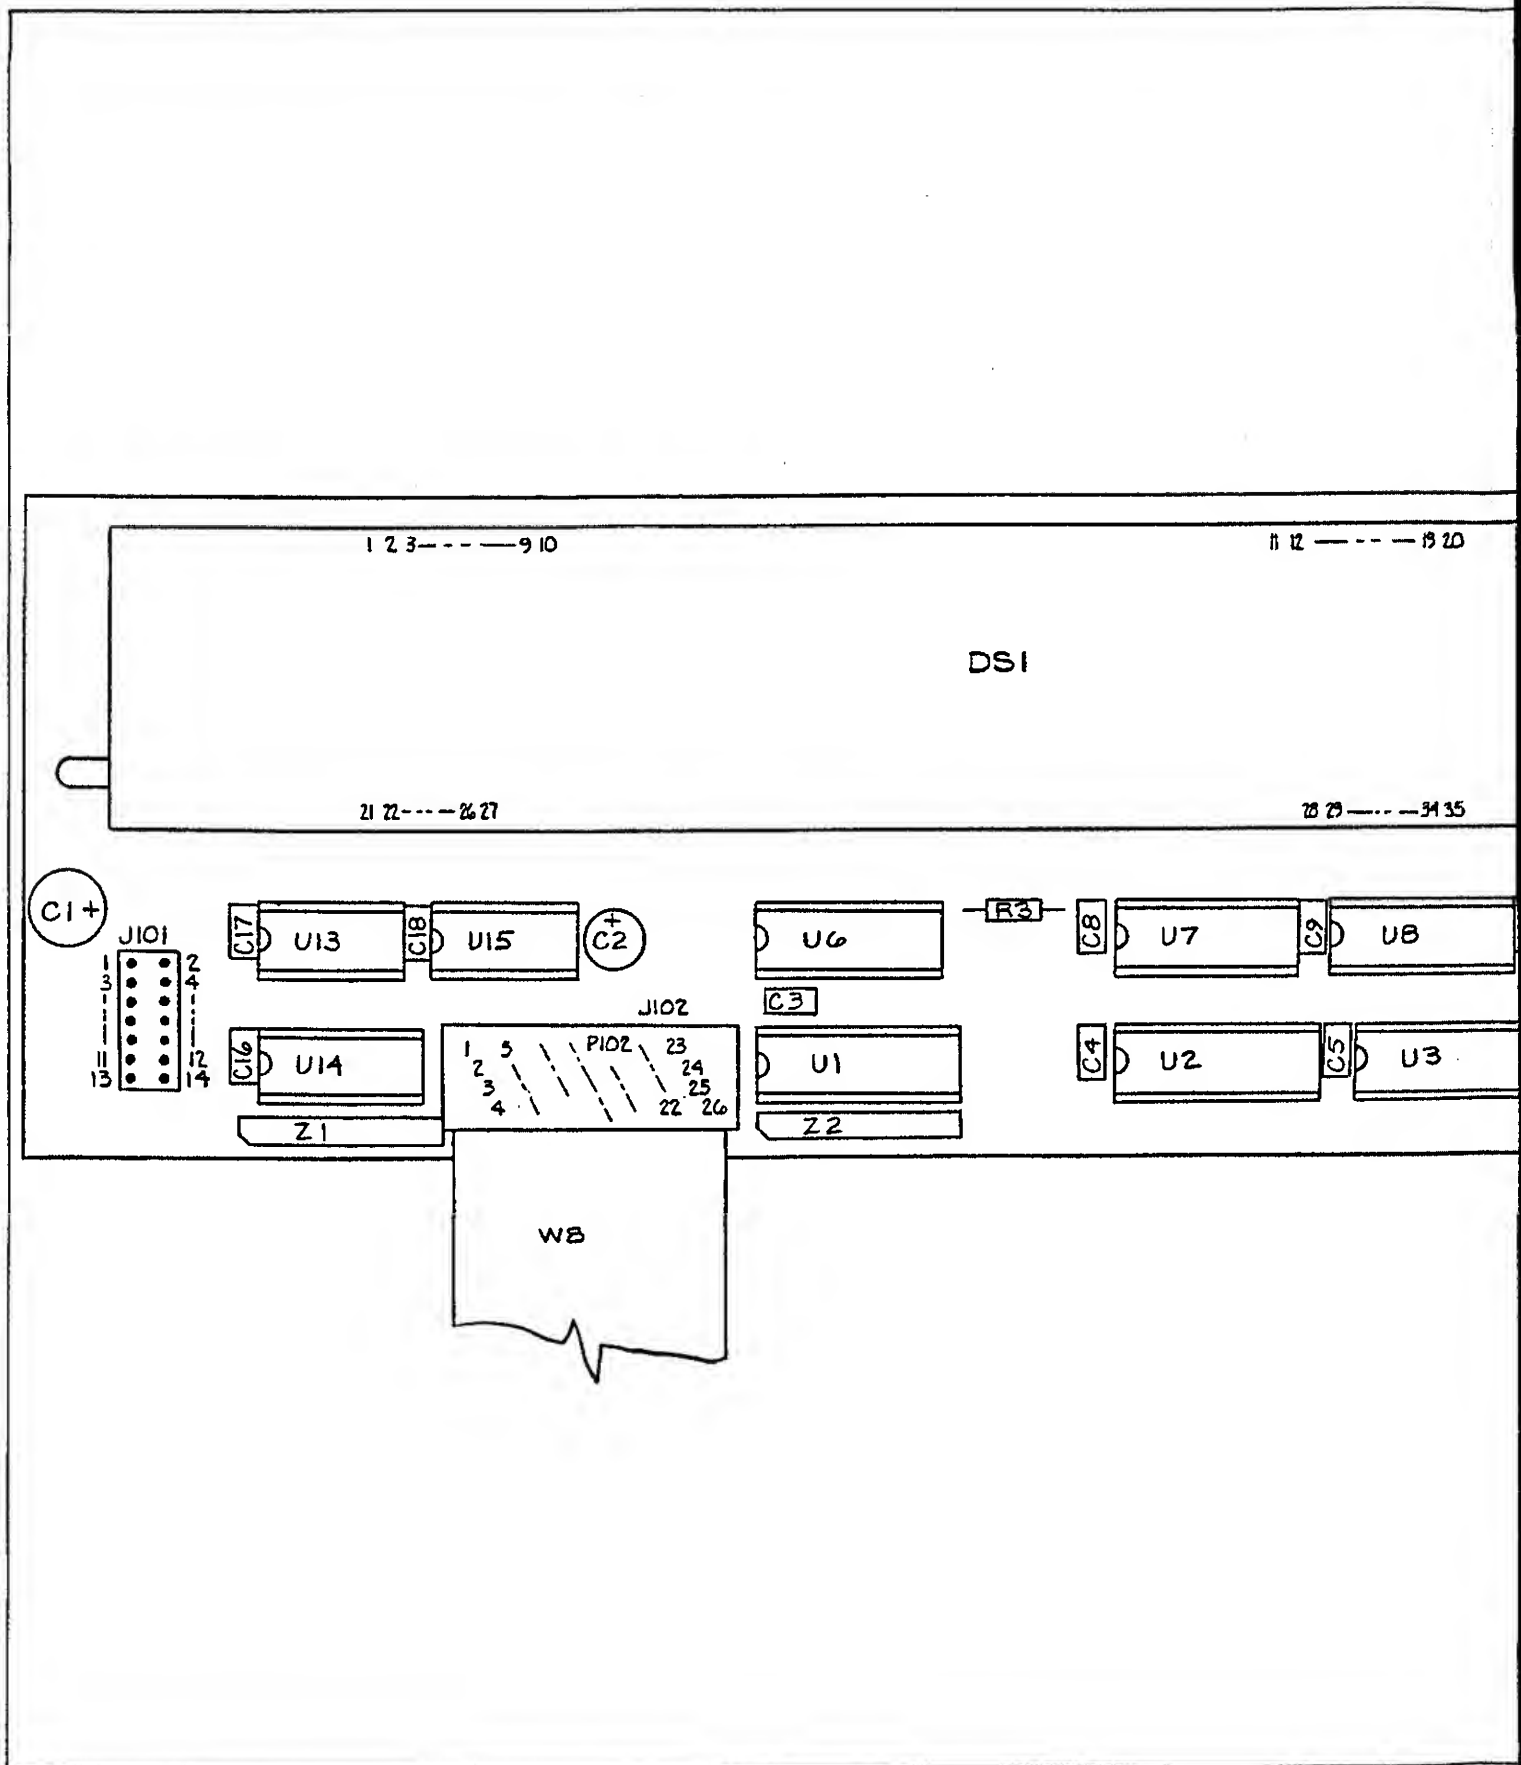 1 2 3---- —9 10
11 12 —--- —19 20
DS1
21 22----26 27
28 29 —--- —34 35
C1+
J101
1 2
3 4
11 12
13 14
C17
U13
C18
U15
+
C2
U6
R3
C8
U7
C9
U8
C3
J102
C16
U14
1 5 P102 23
2 24
3 25
4 22 26
U1
C4
U2
C5
U3
Z1
Z2
W8